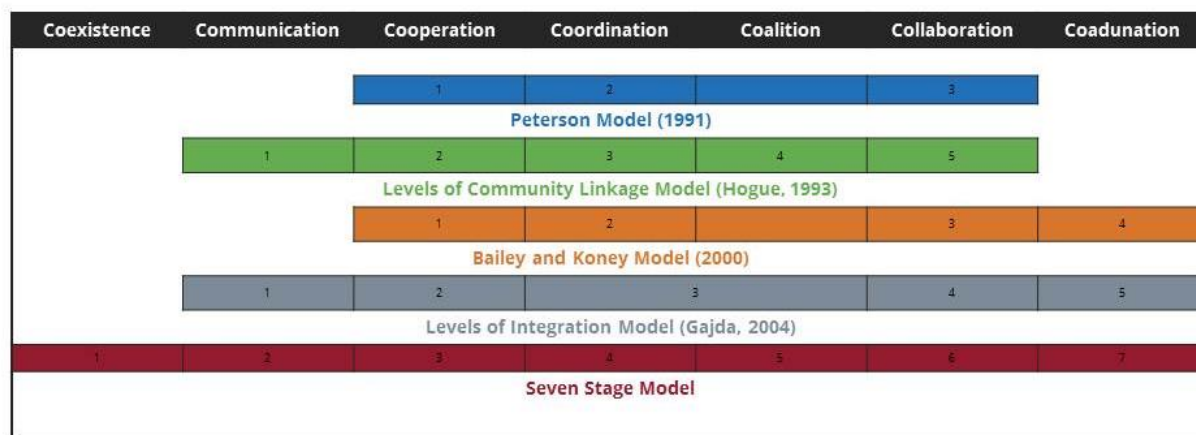 Coexistence Communication Cooperation Coordination Coalition Collaboration Coadunation
1 2 3
Peterson Model (1991)
1 2 3 4 5
Levels of Community Linkage Model (Hogue, 1993)
1 2 3 4
Bailey and Koney Model (2000)
1 2 3 4 5
Levels of Integration Model (Gajda, 2004)
1 2 3 4 5 6 7
Seven Stage Model